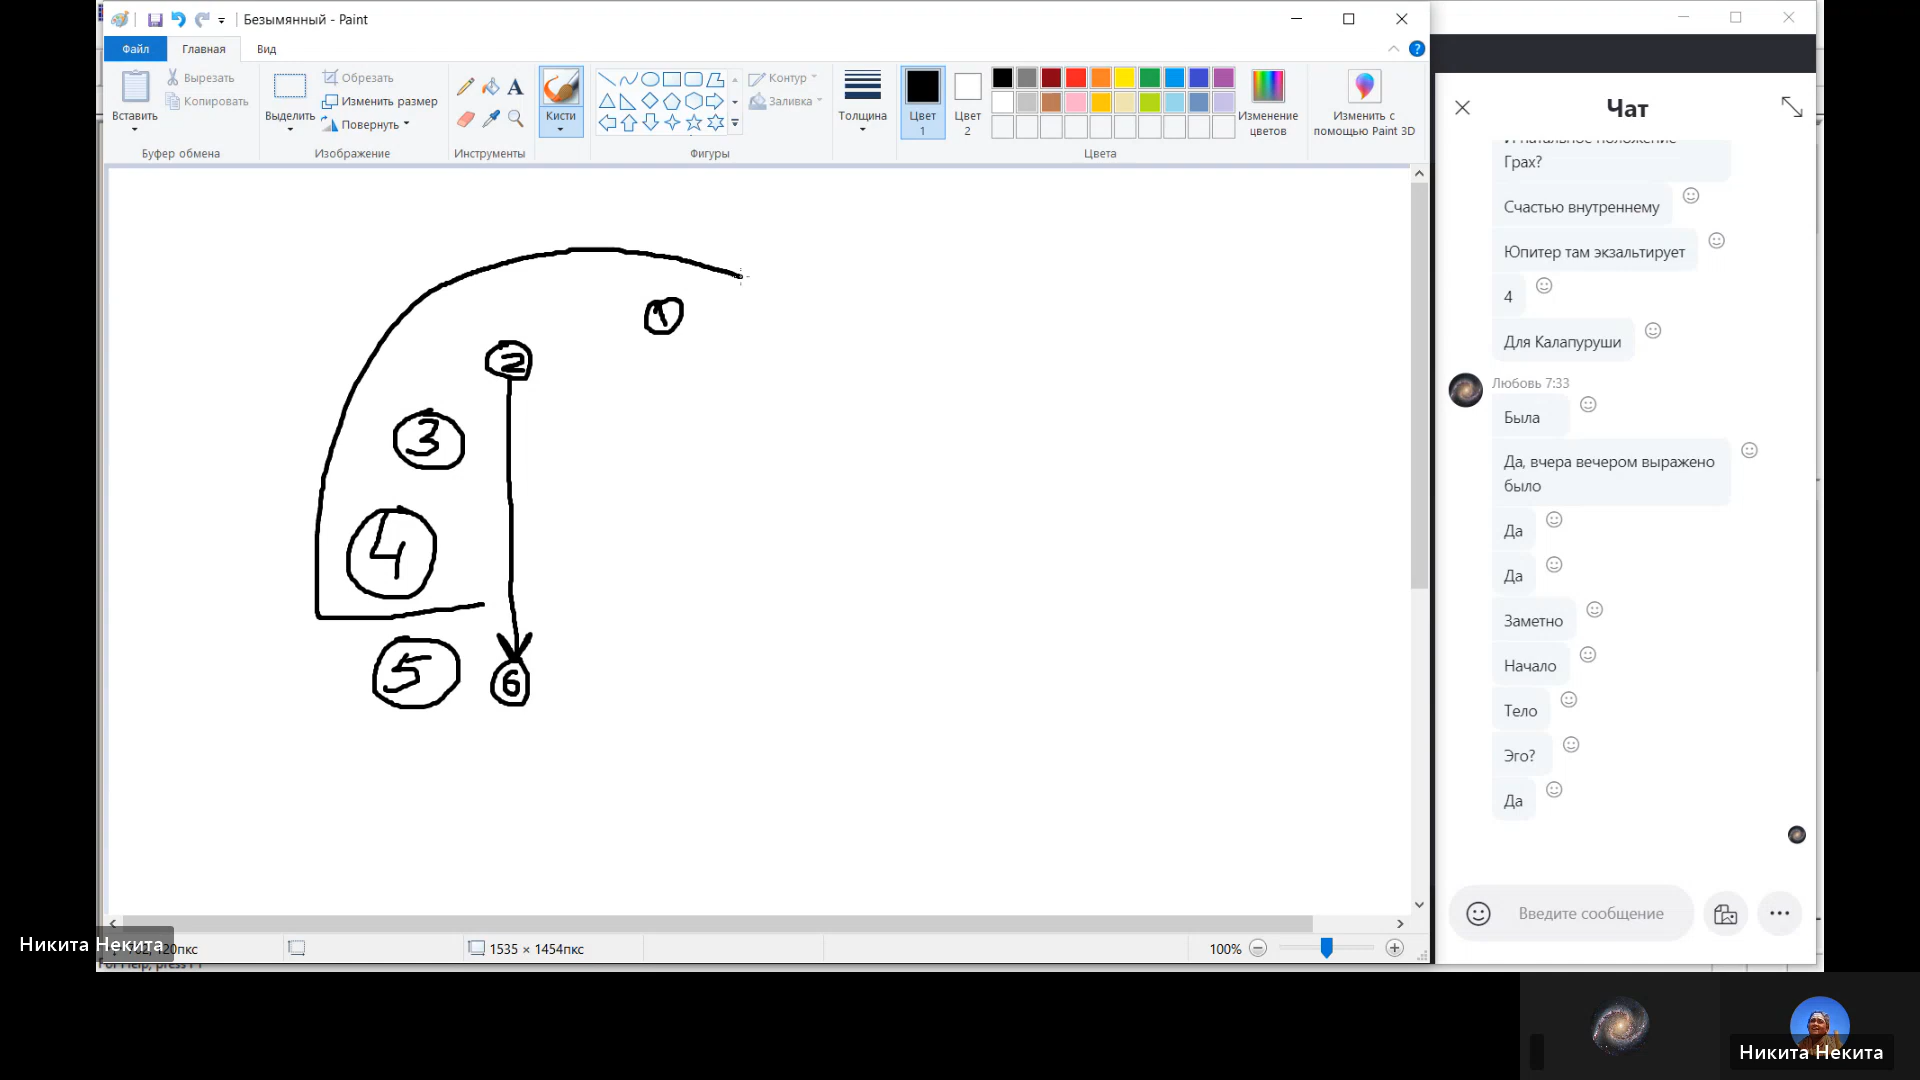 Безымянный - Paint
Файл
Главная
Вид
Вставить
Вырезать
Копировать
Буфер обмена
Выделить
Обрезать
Изменить размер
Повернуть
Изображение
Инструменты
Кисти
Фигуры
Контур
Заливка
Толщина
Цвет
1
Цвет
2
Изменение
цветов
Цвета
Изменить с
помощью Paint 3D
1
2
3
4
5
6
100%
1535 × 1454пкс
Никита Некита
Чат
Грах?
Счастью внутреннему
Юпитер там экзальтирует
4
Для Калапуруши
Любовь 7:33
Была
Да, вчера вечером выражено
было
Да
Да
Заметно
Начало
Тело
Эго?
Да
Введите сообщение
Никита Некита